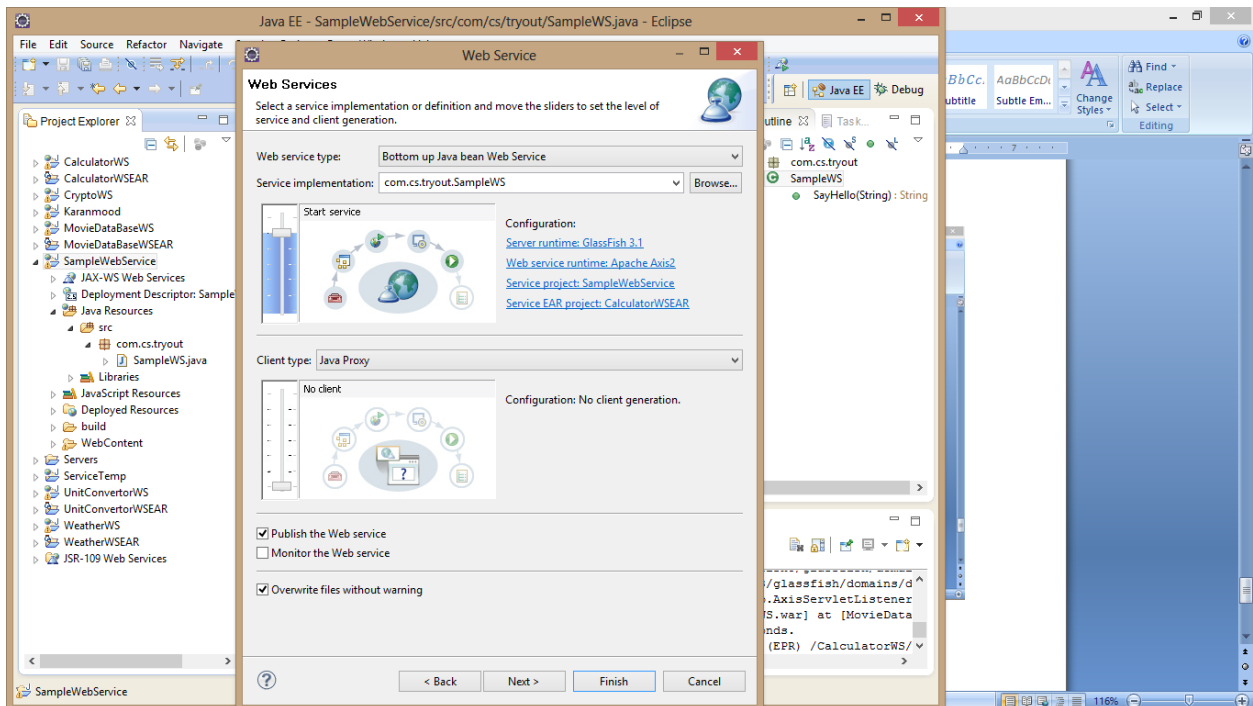 Java EE - SampleWebService/src/com/cs/tryout/SampleWS.java - Eclipse
File Edit Source Refactor Navigate
Web Service
Web Services
Select a service implementation or definition and move the sliders to set the level of
service and client generation.
Web service type: Bottom up Java bean Web Service
Service implementation: com.cs.tryout.SampleWS Browse...
Start service
Configuration:
Server runtime: GlassFish 3.1
Web service runtime: Apache Axis2
Service project: SampleWebService
Service EAR project: CalculatorWSEAR
Client type: Java Proxy
No client
Configuration: No client generation.
Publish the Web service
Monitor the Web service
Overwrite files without warning
< Back Next > Finish Cancel
Project Explorer
CalculatorWS
CalculatorWSEAR
CryptoWS
Karanmood
MovieDataBaseWS
MovieDataBaseWSEAR
SampleWebService
JAX-WS Web Services
Deployment Descriptor: Sample
Java Resources
src
com.cs.tryout
SampleWS.java
Libraries
JavaScript Resources
Deployed Resources
build
WebContent
Servers
ServiceTemp
UnitConvertorWS
UnitConvertorWSEAR
WeatherWS
WeatherWSEAR
JSR-109 Web Services
SampleWebService
Java EE Debug
utline Task...
com.cs.tryout
SampleWS
SayHello(String) : String
/glassfish/domains/d
.AxisServletListener
S.war] at [MovieData
nds.
(EPR) /CalculatorWS/
BbCc. AaBbCcDc
ubtitle Subtle Em...
Change
Styles
Find
Replace
Select
Editing
7
116%